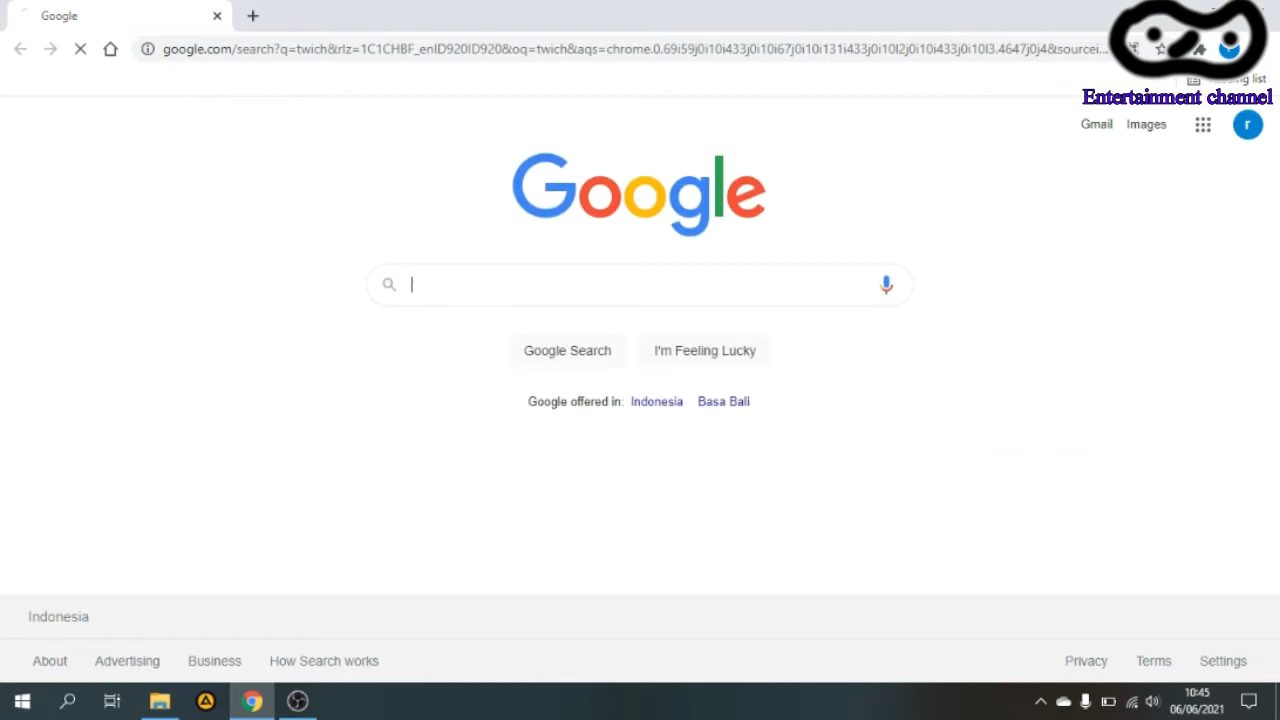 Google
google.com/search?q=twich&rlz=1C1CHBF_enID920ID920&oq=twich&aqs=chrome.0.69i59j0i10i433j0i10i67j0i10i131i433j0i10l2j0i10i433j0i10l3.4647j0j4&sourcei...
list
Entertainment channel
Gmail Images r
Google
Google Search I'm Feeling Lucky
Google offered in: Indonesia Basa Bali
Indonesia
About Advertising Business How Search works Privacy Terms Settings
10:45
06/06/2021